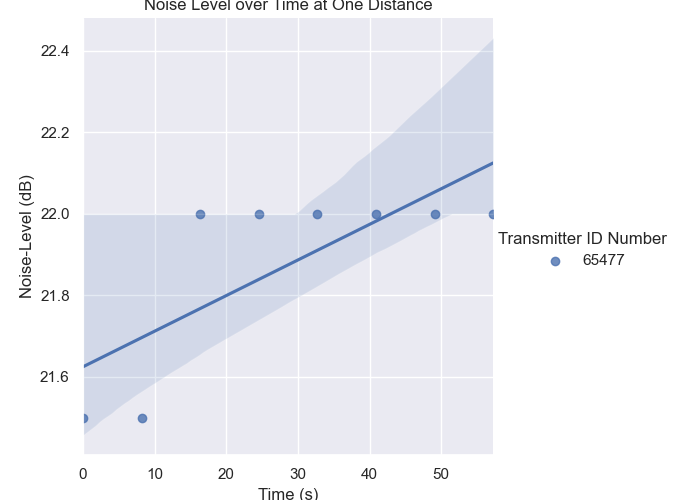 Noise Level over Time at One Distance
22.4
22.2
22.0
21.8
21.6
Noise-Level (dB)
0 10 20 30 40 50
Time (s)
Transmitter ID Number
65477